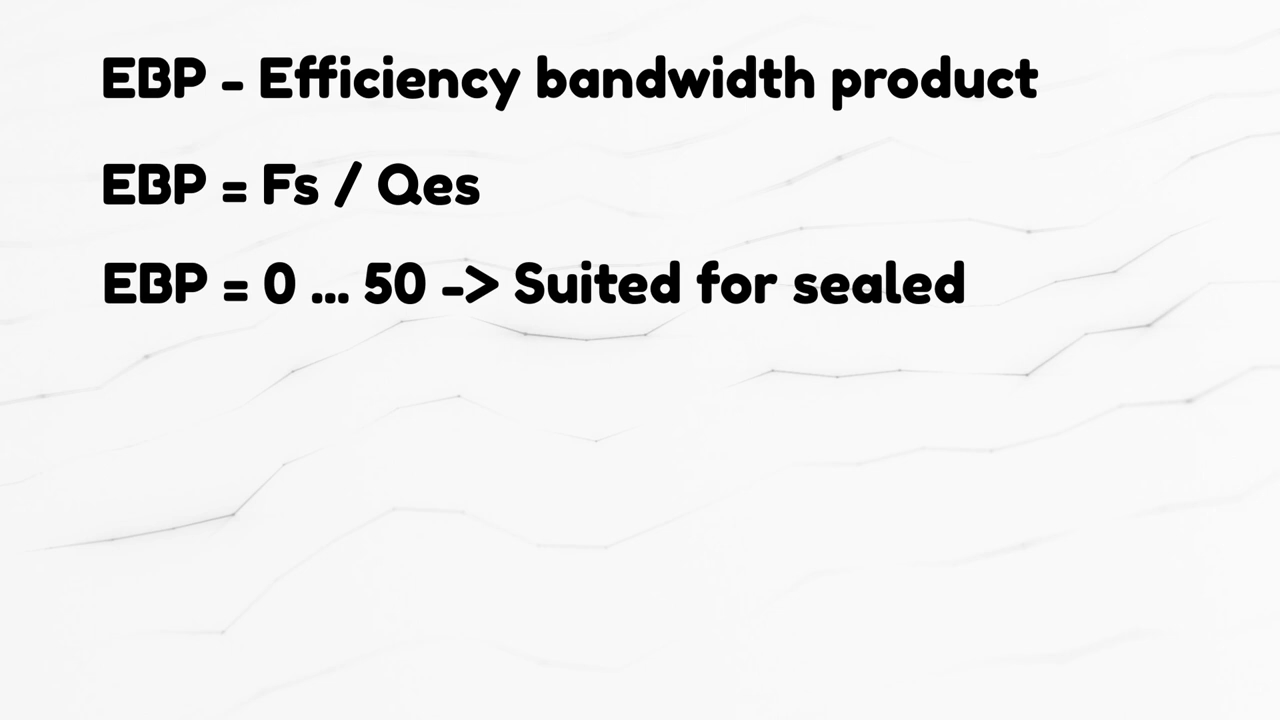 EBP - Efficiency bandwidth product
EBP = Fs / Qes
EBP = 0 ... 50 -> Suited for sealed